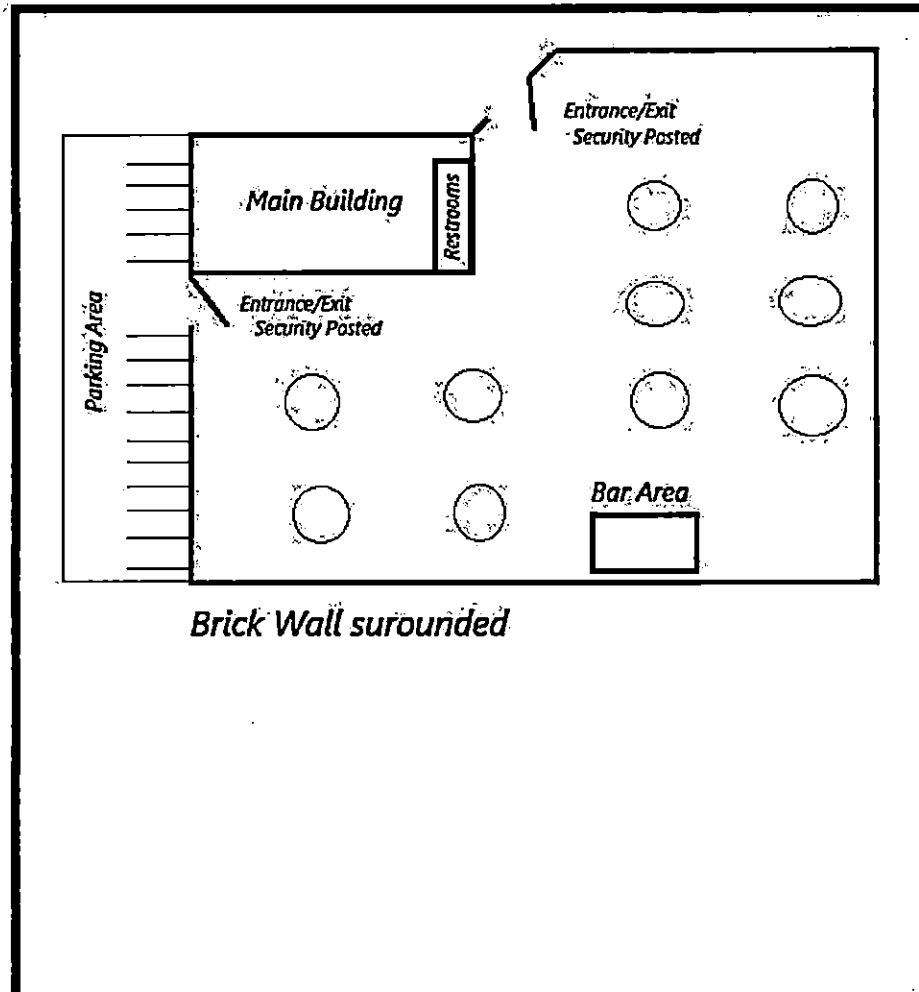 Entrance/Exit
Security Posted
Main Building
Restrooms
Entrance/Exit
Security Posted
Parking Area
Bar Area
Brick Wall surounded